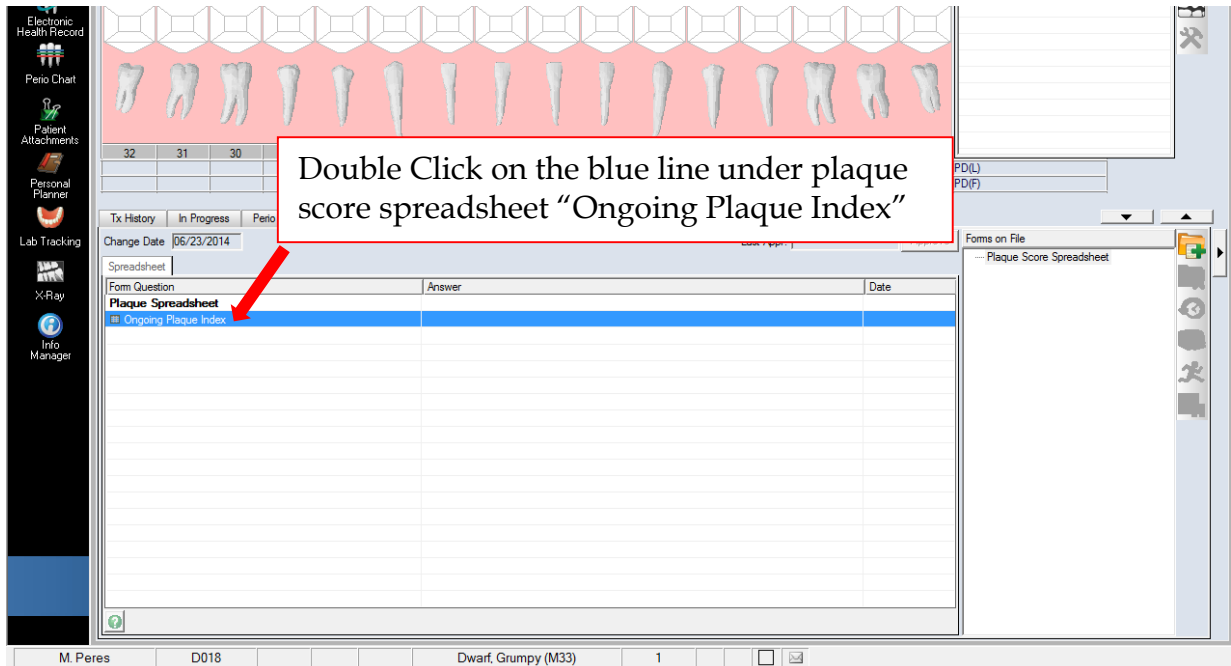 Electronic
Health Record
Perio Chart
Patient
Attachments
Personal
Planner
Lab Tracking
X-Ray
Info
Manager
32 31 30
Double Click on the blue line under plaque
score spreadsheet “Ongoing Plaque Index”
PD(L)
PD(F)
Tx History In Progress Perio
Change Date 06/23/2014
Forms on File
Plaque Score Spreadsheet
Spreadsheet
Form Question Answer Date
Plaque Spreadsheet
Ongoing Plaque Index
M. Peres D018 Dwarf, Grumpy (M33) 1